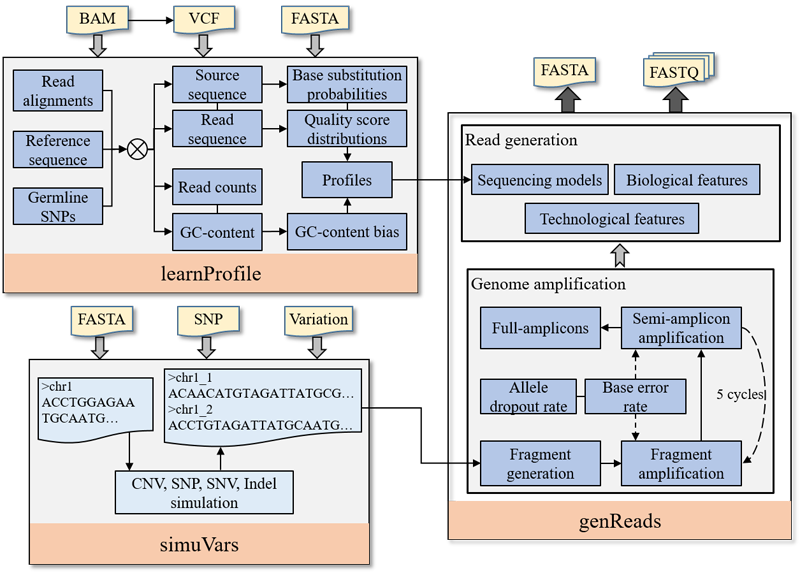 BAM
VCF
FASTA
Read
alignments
Reference
sequence
Germline
SNPs
Source
sequence
Read
sequence
Read counts
GC-content
Base substitution
probabilities
Quality score
distributions
Profiles
GC-content bias
learnProfile
FASTA
SNP
Variation
>chr1
ACCTGGAGAA
TGCAATG…
>chr1_1
ACAACATGTAGATTATGCG…
>chr1_2
ACCTGTAGATTATGCAATG…
CNV, SNP, SNV, Indel
simulation
simuVars
FASTA
FASTQ
Read generation
Sequencing models
Biological features
Technological features
Genome amplification
Full-amplicons
Semi-amplicon
amplification
Allele
dropout rate
Base error
rate
5 cycles
Fragment
generation
Fragment
amplification
genReads